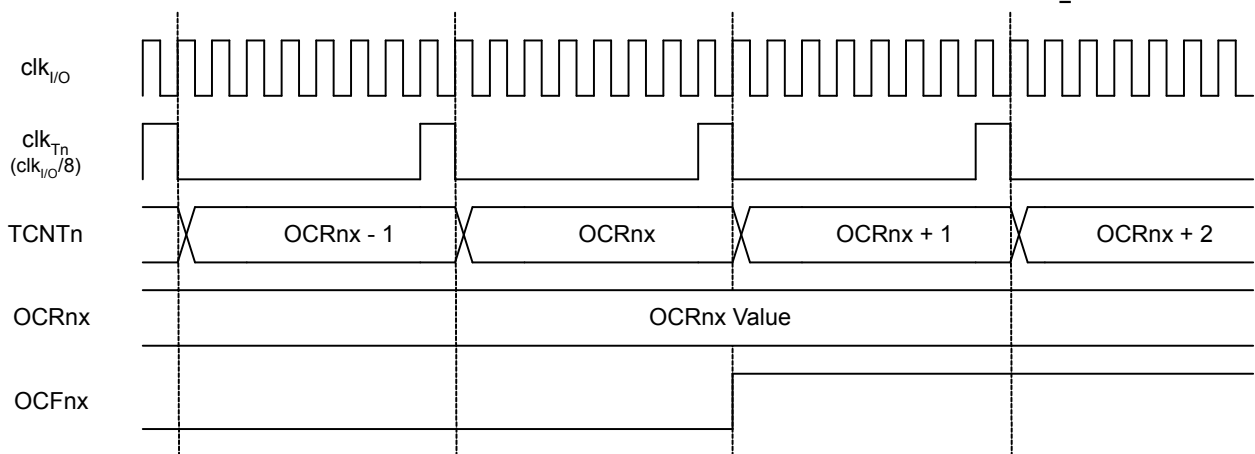 clkI/O
clkTn
(clkI/O/8)
TCNTn
OCRnx - 1
OCRnx
OCRnx + 1
OCRnx + 2
OCRnx
OCRnx Value
OCFnx